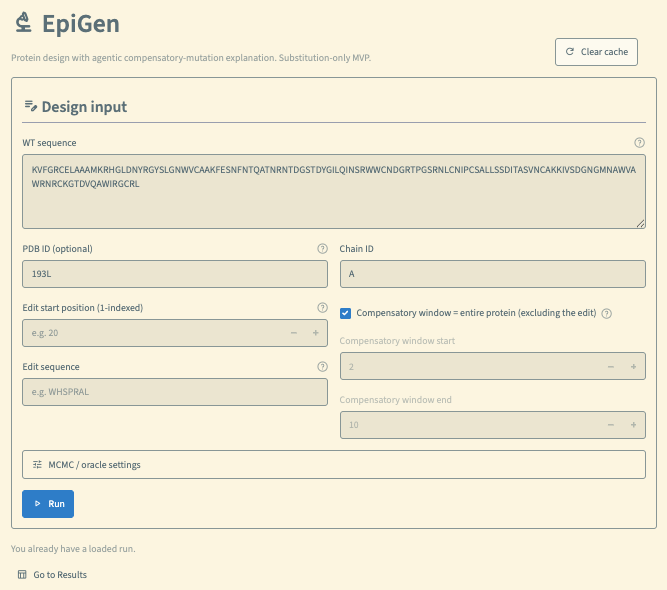 EpiGen
Protein design with agentic compensatory-mutation explanation. Substitution-only MVP.
Clear cache
Design input
WT sequence
KVFGRCELAAAMKRHGLDNYRGYSLGNWVCAAKFESNFNTQATNRNTDGSTDYGILQINSRWWCNDGRTPGSRNLCNIPCSALLSSDITASVNCAKKIVSDGNGMNAWVA
WRNRCKGTDVQAWIRGCRL
PDB ID (optional)
Chain ID
193L
A
Edit start position (1-indexed)
Compensatory window = entire protein (excluding the edit)
e.g. 20
Compensatory window start
Edit sequence
2
e.g. WHSPRAL
Compensatory window end
10
MCMC / oracle settings
Run
You already have a loaded run.
Go to Results